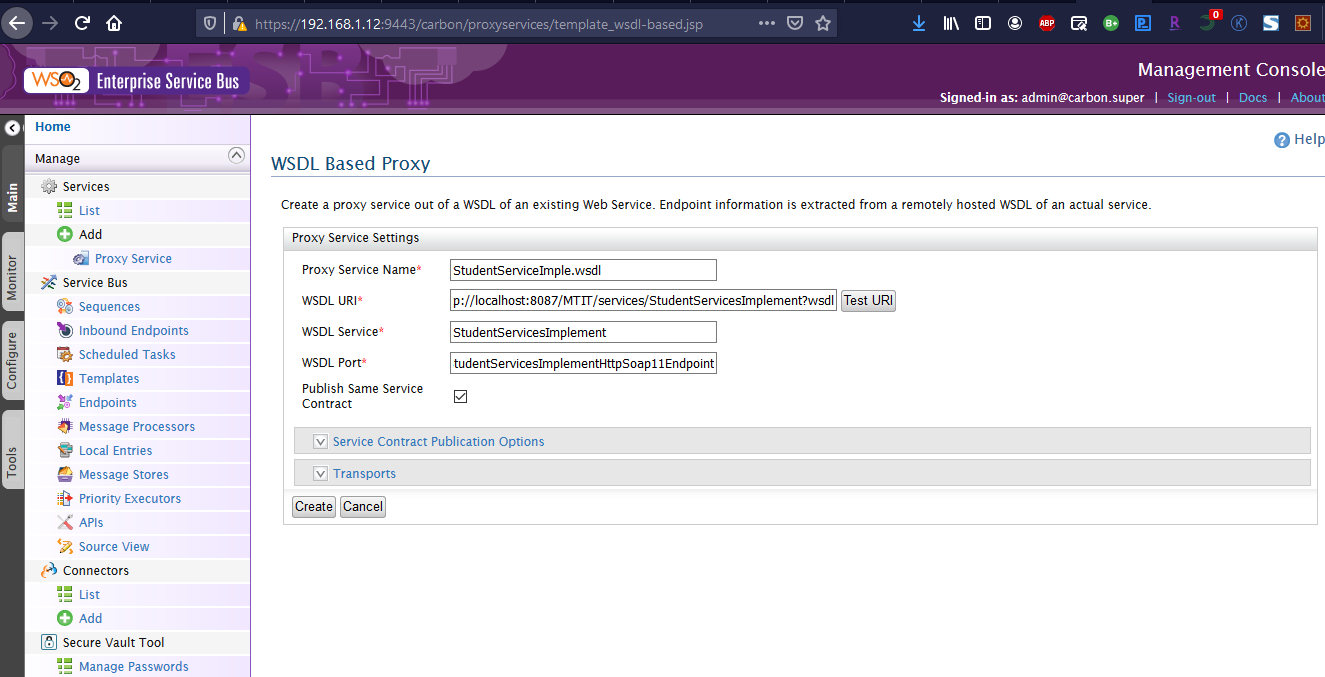 https://192.168.1.12:9443/carbon/proxyservices/template_wsdl-based.jsp
ABP
B+
P
R
0
K
S
WSO2 Enterprise Service Bus
Management Console
Signed-in as: admin@carbon.super | Sign-out | Docs | About
Home
Help
Manage
Main
Monitor
Configure
Tools
Services
List
Add
Proxy Service
Service Bus
Sequences
Inbound Endpoints
Scheduled Tasks
Templates
Endpoints
Message Processors
Local Entries
Message Stores
Priority Executors
APIs
Source View
Connectors
List
Add
Secure Vault Tool
Manage Passwords
WSDL Based Proxy
Create a proxy service out of a WSDL of an existing Web Service. Endpoint information is extracted from a remotely hosted WSDL of an actual service.
Proxy Service Settings
Proxy Service Name* StudentServiceImple.wsdl
WSDL URI* p://localhost:8087/MTIT/services/StudentServicesImplement?wsdl Test URI
WSDL Service* StudentServicesImplement
WSDL Port* tudentServicesImplementHttpSoap11Endpoint
Publish Same Service
Contract
Service Contract Publication Options
Transports
Create Cancel